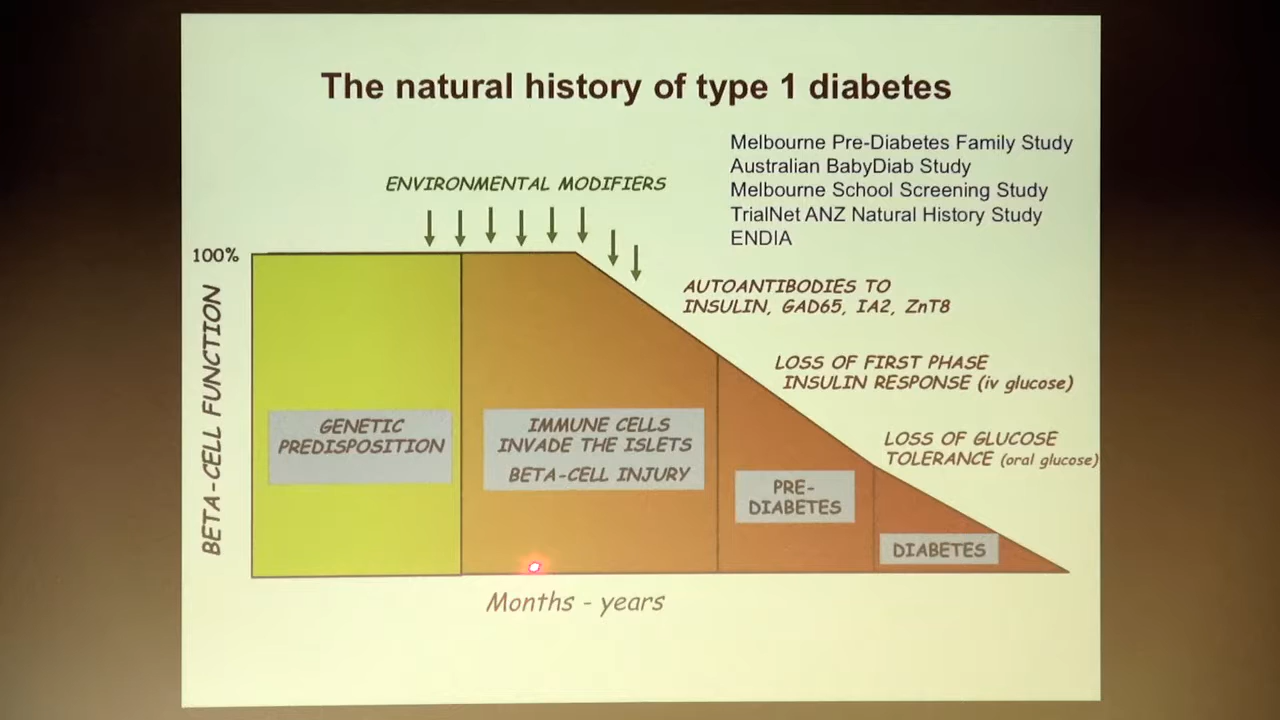 The natural history of type 1 diabetes
Melbourne Pre-Diabetes Family Study
Australian BabyDiab Study
Melbourne School Screening Study
TrialNet ANZ Natural History Study
ENDIA
ENVIRONMENTAL MODIFIERS
100%
BETA-CELL FUNCTION
AUTOANTIBODIES TO
INSULIN, GAD65, IA2, ZnT8
LOSS OF FIRST PHASE
INSULIN RESPONSE (iv glucose)
LOSS OF GLUCOSE
TOLERANCE (oral glucose)
GENETIC
PREDISPOSITION
IMMUNE CELLS
INVADE THE ISLETS
BETA-CELL INJURY
PRE-
DIABETES
DIABETES
Months - years